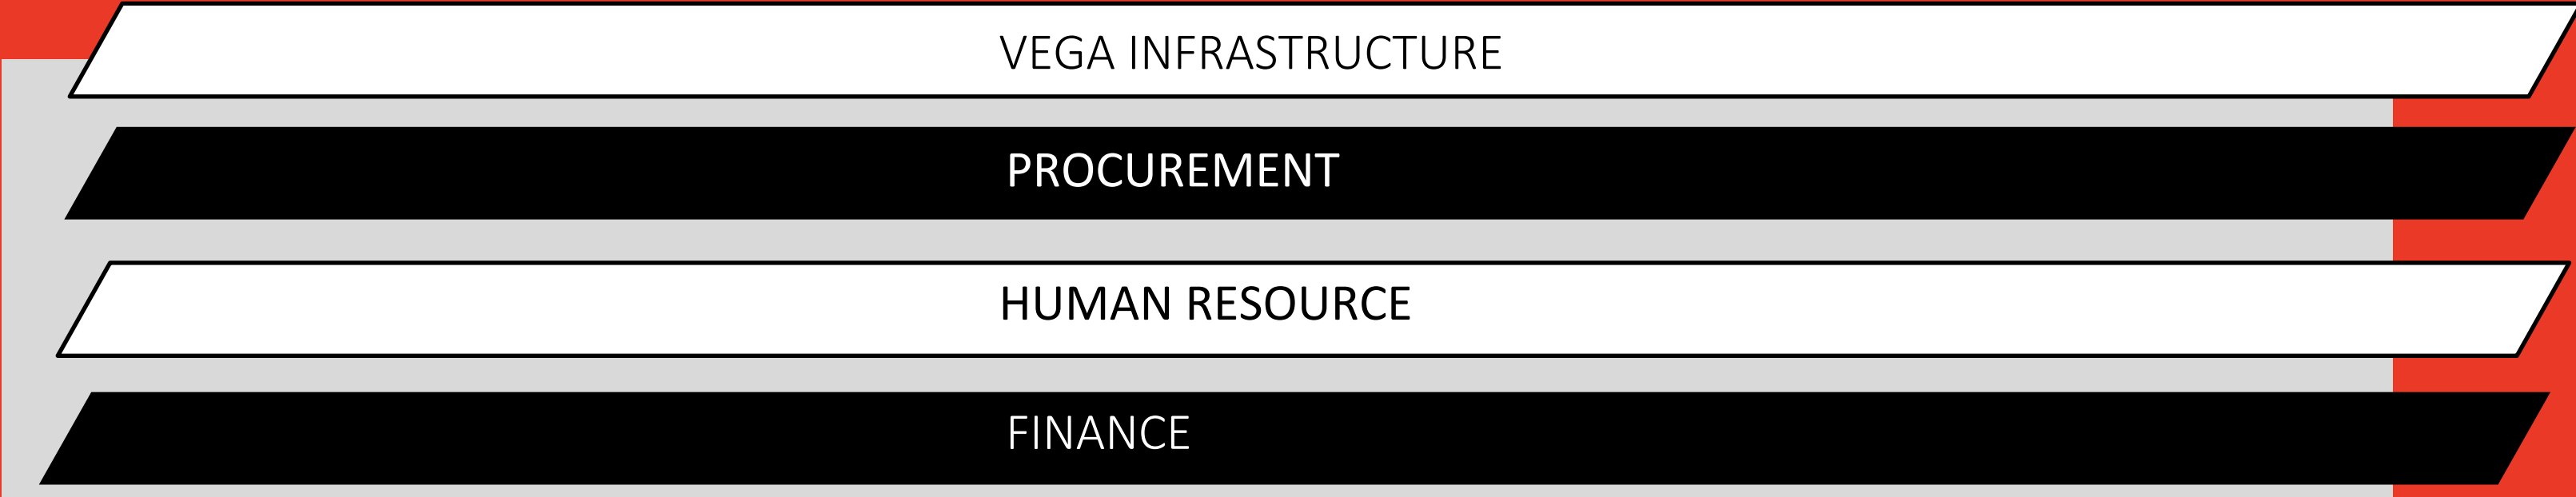 VEGA INFRASTRUCTURE
PROCUREMENT
HUMAN RESOURCE
FINANCE